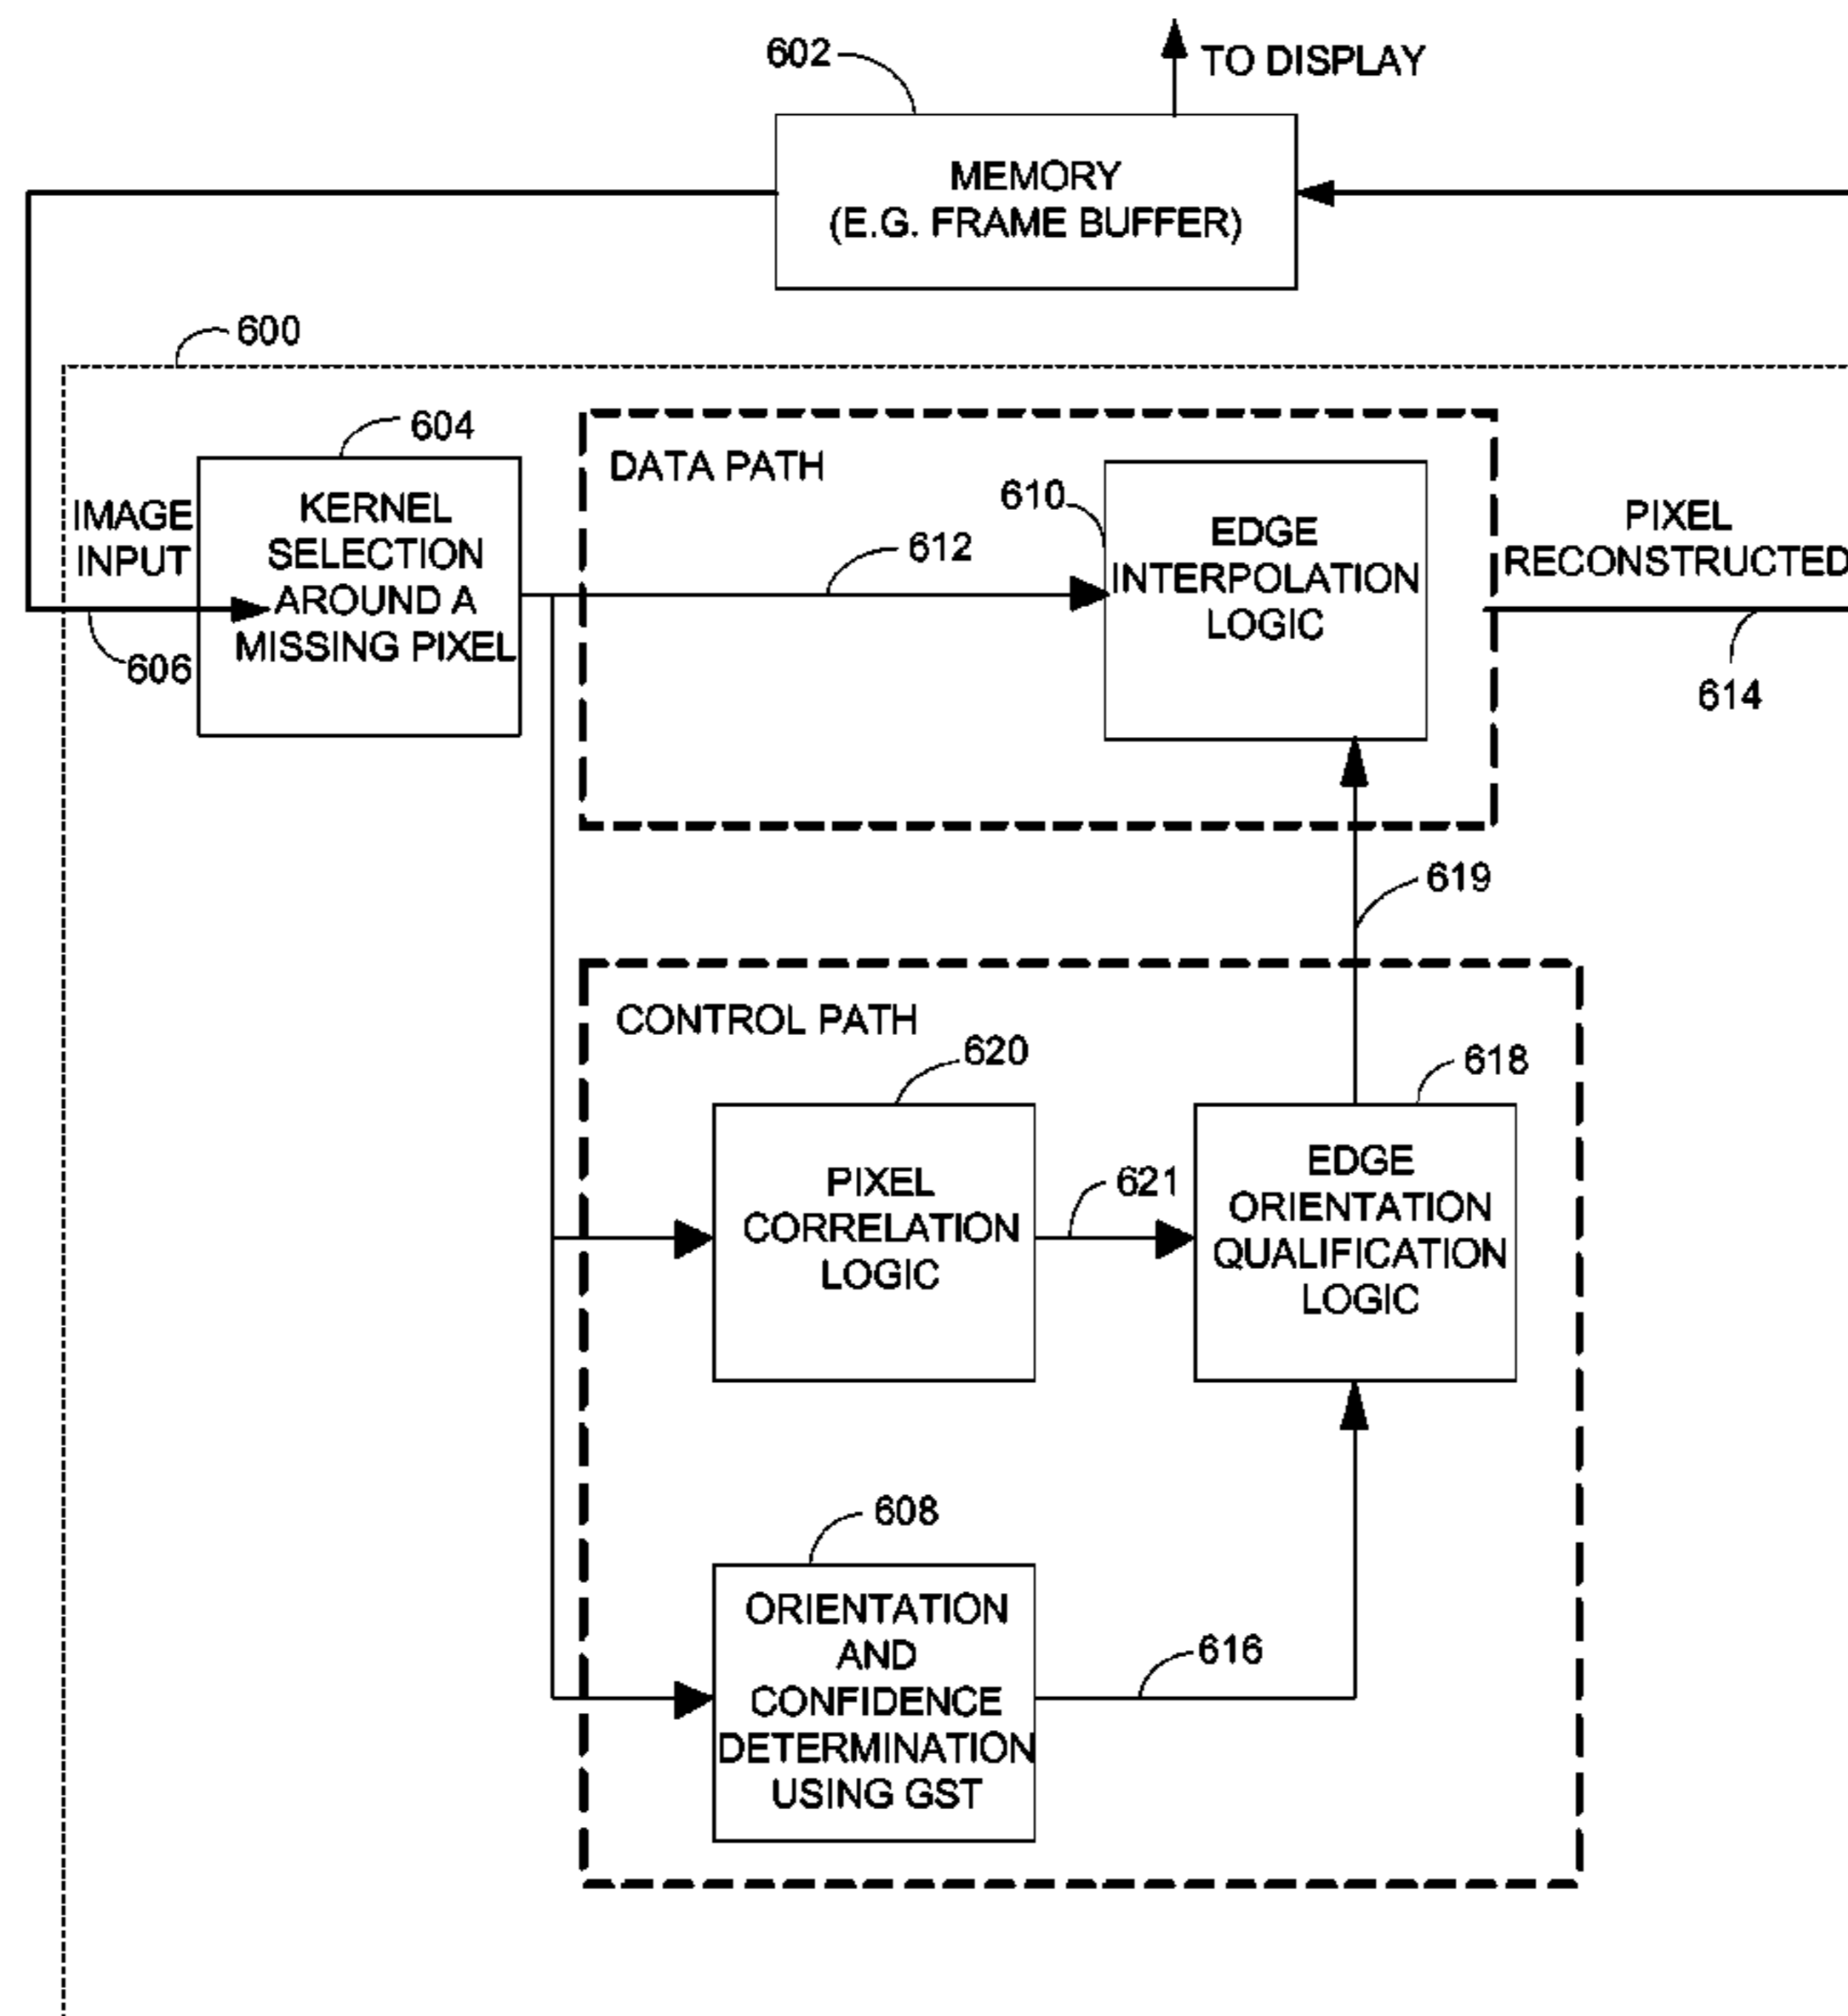 602
TO DISPLAY
MEMORY
(E.G. FRAME BUFFER)
600
604
IMAGE
INPUT
KERNEL
SELECTION
AROUND A
MISSING PIXEL
606
DATA PATH
610
612
EDGE
INTERPOLATION
LOGIC
PIXEL
RECONSTRUCTED
614
619
CONTROL PATH
620
618
PIXEL
CORRELATION
LOGIC
621
EDGE
ORIENTATION
QUALIFICATION
LOGIC
608
ORIENTATION
AND
CONFIDENCE
DETERMINATION
USING GST
616